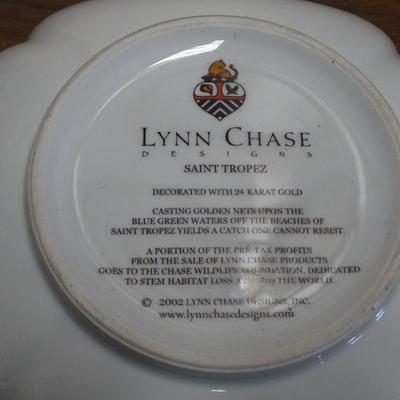 LYNN CHASE
DESIGNS
SAINT TROPEZ
DECORATED WITH 24 KARAT GOLD
CASTING GOLDEN NETS UPON THE
BLUE GREEN WATERS OFF THE BEACHES OF
SAINT TROPEZ YIELDS A CATCH ONE CANNOT RESIST.
A PORTION OF THE PRE-TAX PROFITS
FROM THE SALE OF LYNN CHASE PRODUCTS
GOES TO THE CHASE WILDLIFE FOUNDATION, DEDICATED
TO STEM HABITAT LOSS AROUND THE WORLD.
© 2002 LYNN CHASE DESIGNS, INC.
www.lynnchasedesigns.com